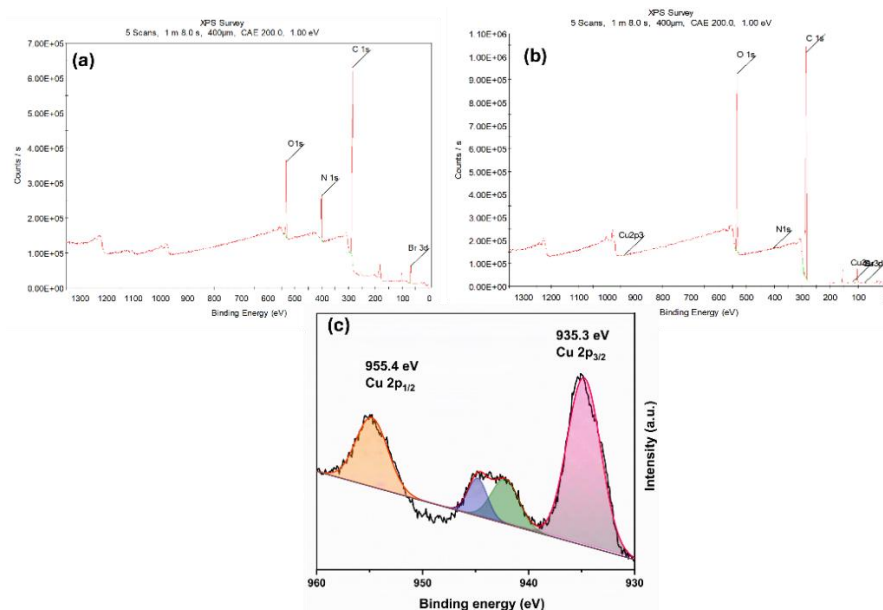 XPS Survey
5 Scans, 1 m 8.0 s, 400µm, CAE 200.0, 1.00 eV
(a)
C 1s
O1s
N 1s
Br 3d
7.00E+05
6.00E+05
5.00E+05
4.00E+05
3.00E+05
2.00E+05
1.00E+05
0.00E+00
Counts / s
1300 1200 1100 1000 900 800 700 600 500 400 300 200 100 0
Binding Energy (eV)
XPS Survey
5 Scans, 1 m 8.0 s, 400µm, CAE 200.0, 1.00 eV
(b)
C 1s
O 1s
Cu2p3
N1s
1.10E+06
1.00E+06
9.00E+05
8.00E+05
7.00E+05
6.00E+05
5.00E+05
4.00E+05
3.00E+05
2.00E+05
1.00E+05
0.00E+00
Counts / s
1300 1200 1100 1000 900 800 700 600 500 400 300 200 100
Binding Energy (eV)
(c)
935.3 eV
Cu 2p3/2
955.4 eV
Cu 2p1/2
Intensity (a.u.)
960 950 940 930
Binding energy (eV)